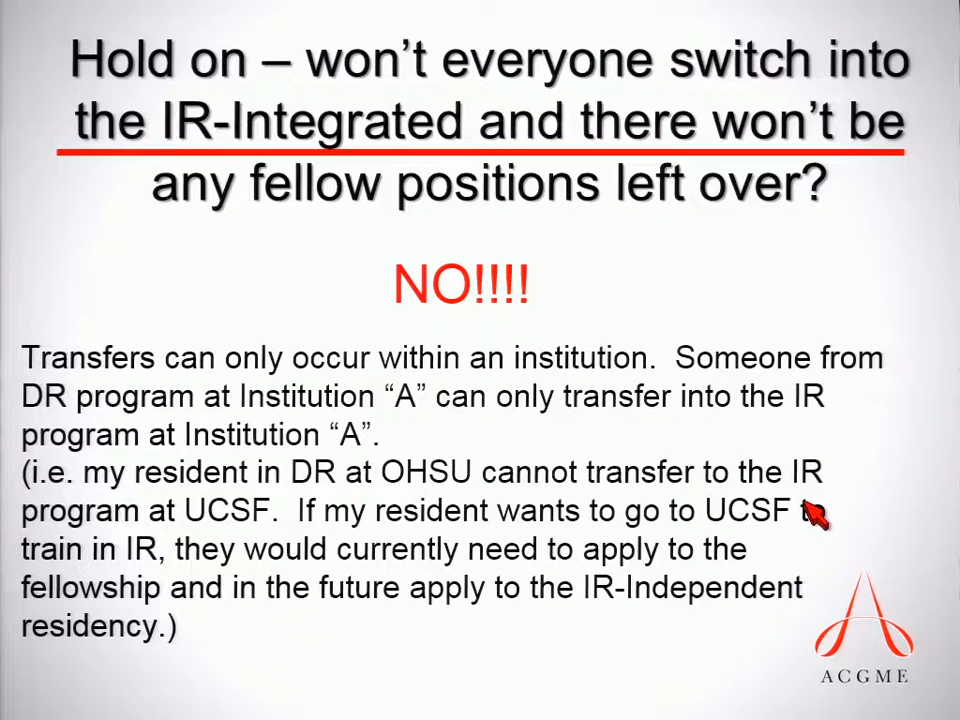 Hold on – won’t everyone switch into
the IR-Integrated and there won’t be
any fellow positions left over?
NO!!!!
Transfers can only occur within an institution.  Someone from
DR program at Institution “A” can only transfer into the IR
program at Institution “A”.
(i.e. my resident in DR at OHSU cannot transfer to the IR
program at UCSF.  If my resident wants to go to UCSF to
train in IR, they would currently need to apply to the
fellowship and in the future apply to the IR-Independent
residency.)
ACGME